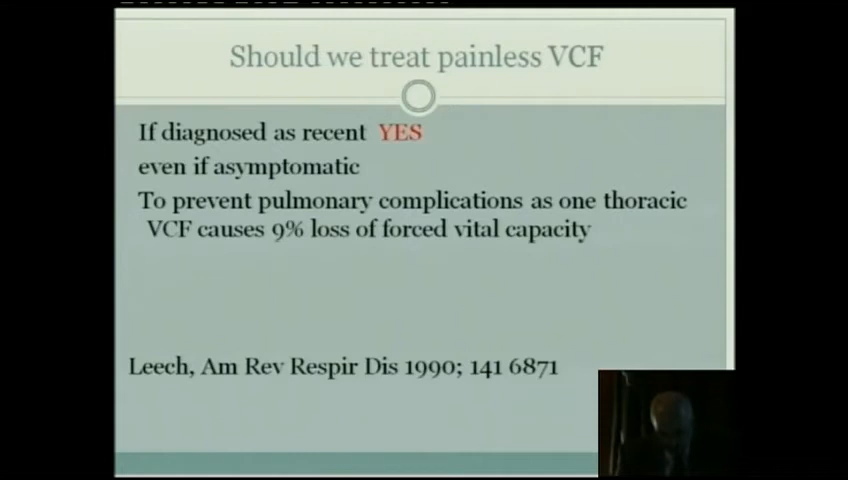 Should we treat painless VCF
If diagnosed as recent YES
even if asymptomatic
To prevent pulmonary complications as one thoracic
VCF causes 9% loss of forced vital capacity
Leech, Am Rev Respir Dis 1990; 141 6871